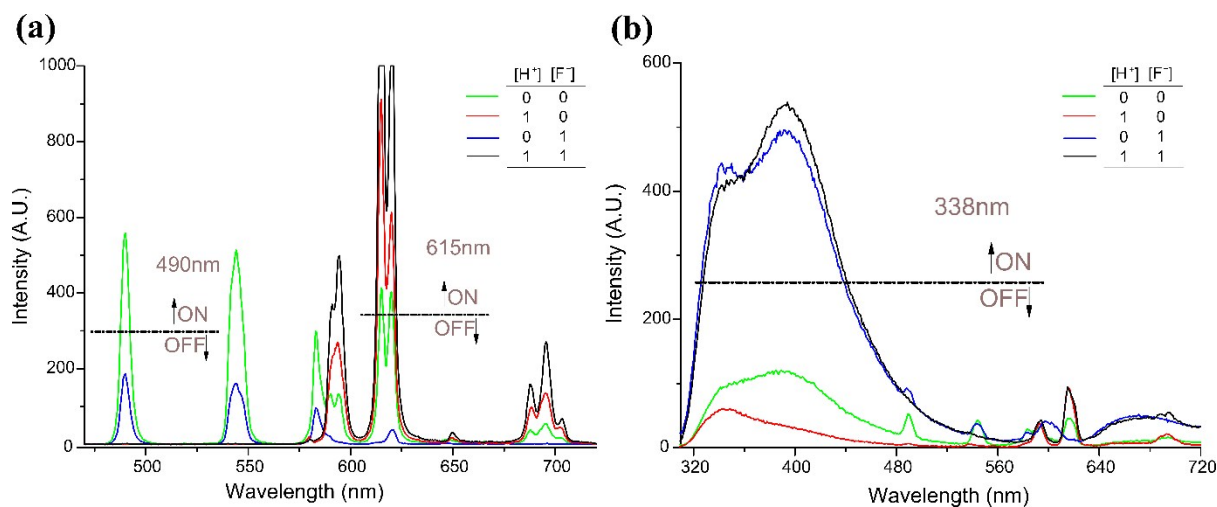 (a)
1000
800
600
400
200
0
500
550
600
650
700
Intensity (A.U.)
Wavelength (nm)
[H⁺] [F⁻]
0 0
1 0
0 1
1 1
490nm
ON
OFF
615nm
ON
OFF
(b)
600
400
200
0
320
400
480
560
640
720
Intensity (A.U.)
Wavelength (nm)
[H⁺] [F⁻]
0 0
1 0
0 1
1 1
338nm
ON
OFF